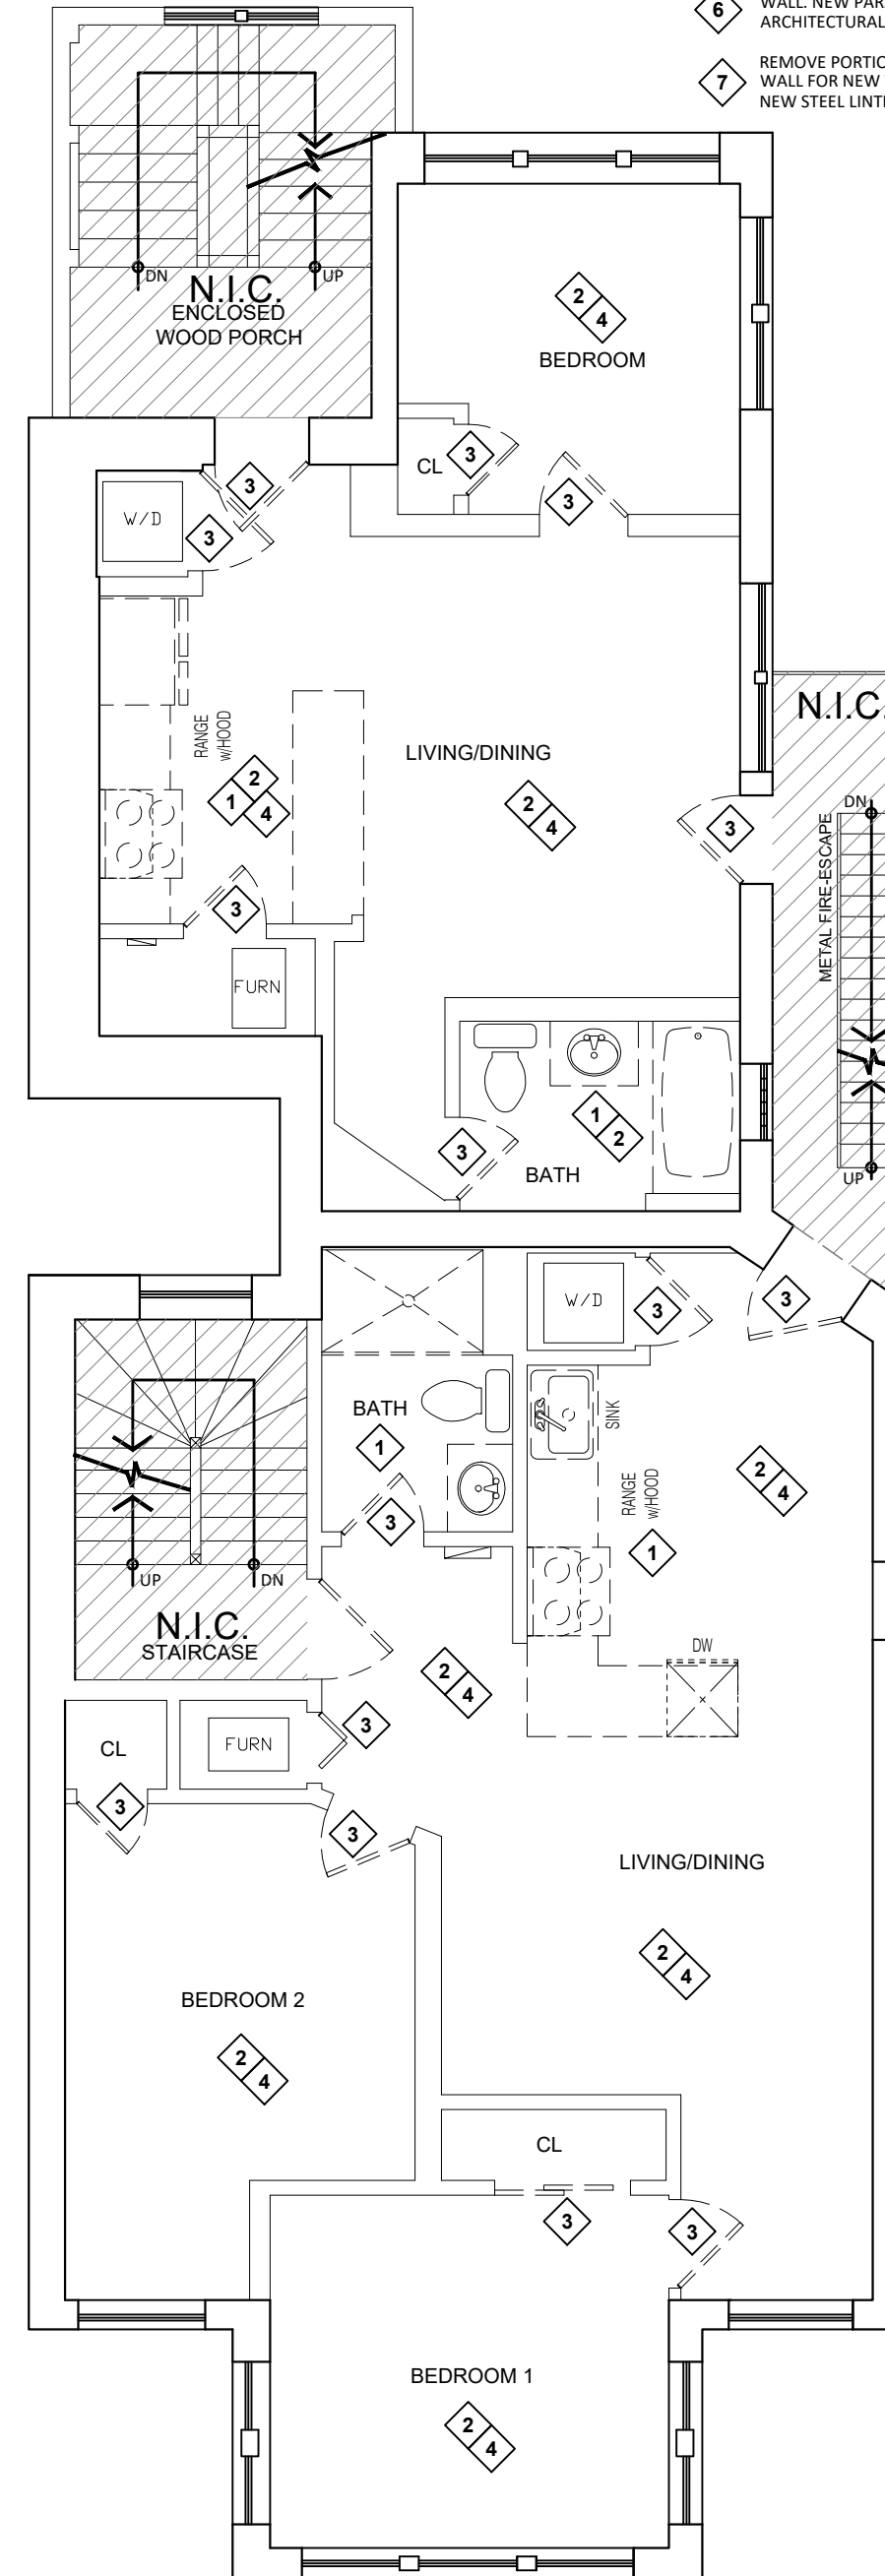 6
WALL. NEW PAR
ARCHITECTURAL
7
REMOVE PORTIO
WALL FOR NEW
NEW STEEL LINT
DN
UP
N.I.C.
ENCLOSED
WOOD PORCH
2
4
BEDROOM
CL
3
3
3
3
W/D
RANGE
w/HOOD
1
2
4
LIVING/DINING
2
4
3
N.I.C.
DN
METAL FIRE-ESCAPE
UP
3
FURN
1
2
3
BATH
W/D
3
3
BATH
1
SINK
RANGE
w/HOOD
1
2
4
3
UP
DN
N.I.C.
STAIRCASE
DW
2
4
CL
FURN
3
3
3
LIVING/DINING
2
4
BEDROOM 2
2
4
CL
3
3
BEDROOM 1
2
4